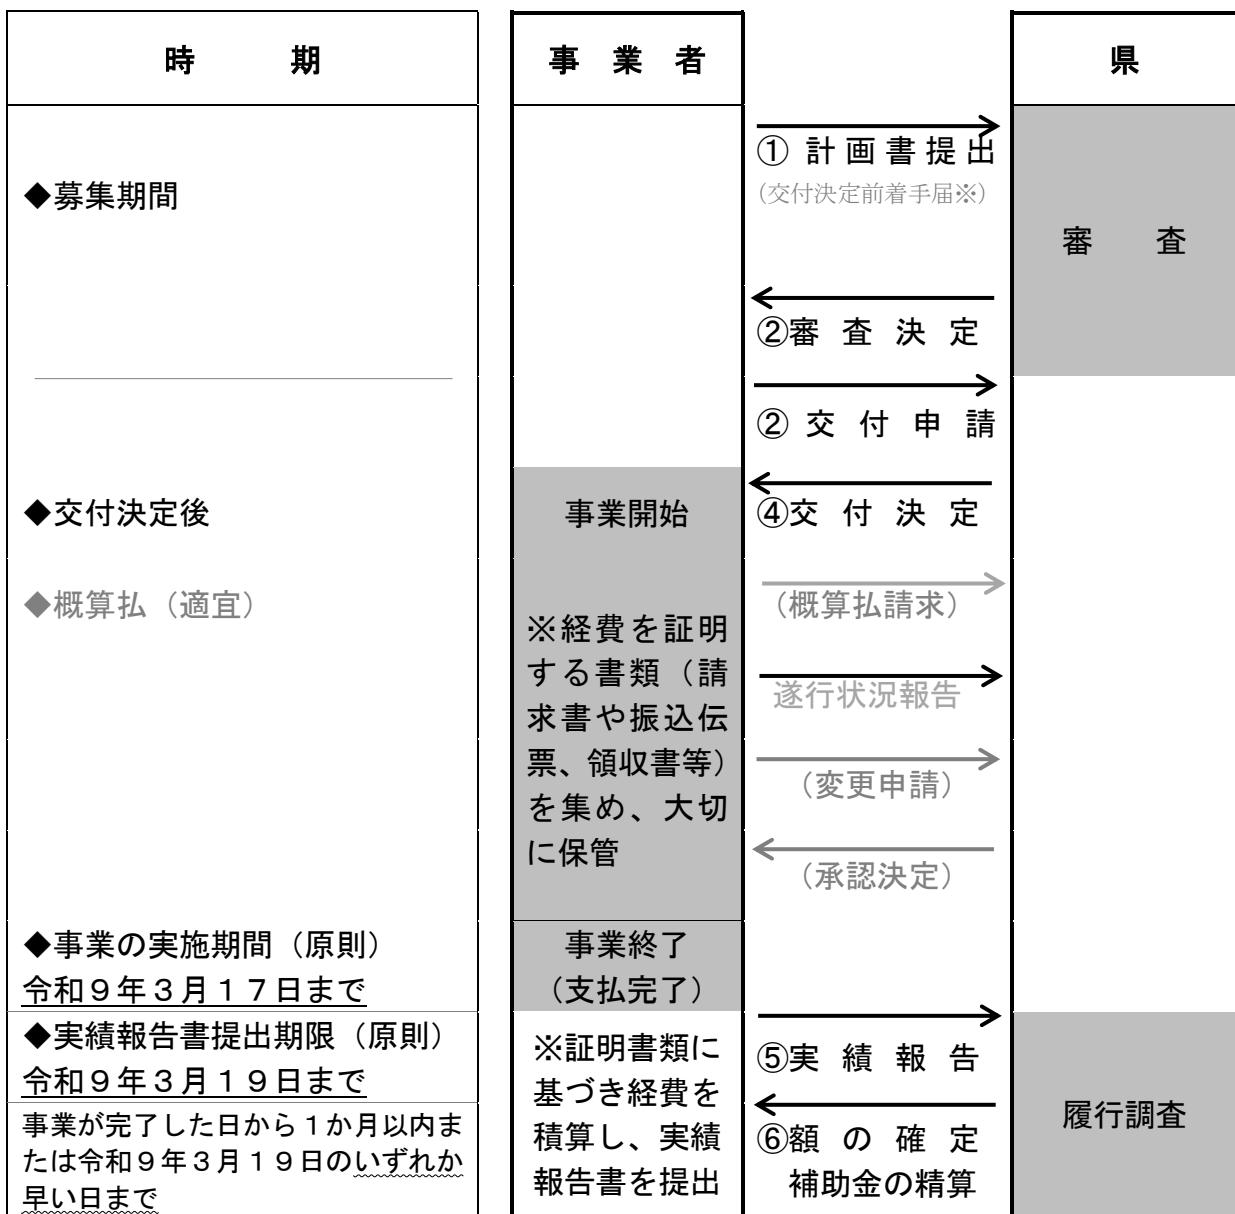 時　期
事　業　者
県
◆募集期間
①計画書提出
（交付決定前着手届※）
審　査
②審査決定
②交付申請
◆交付決定後
事業開始
④交付決定
◆概算払（適宜）
（概算払請求）
※経費を証明
する書類（請
求書や振込伝
票、領収書等）
を集め、大切
に保管
遂行状況報告
（変更申請）
（承認決定）
◆事業の実施期間（原則）
令和９年３月１７日まで
事業終了
（支払完了）
◆実績報告書提出期限（原則）
令和９年３月１９日まで
事業が完了した日から１か月以内ま
たは令和９年３月１９日のいずれか
早い日まで
※証明書類に
基づき経費を
積算し、実績
報告書を提出
⑤実績報告
⑥額の確定
補助金の精算
履行調査